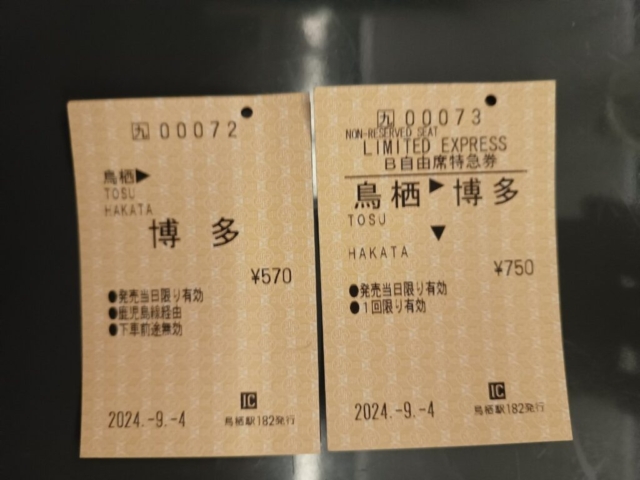 九 00072
鳥栖▶
TOSU
HAKATA
博 多
¥570
●発売当日限り有効
●鹿児島線経由
●下車前途無効
IC
2024.-9.-4
鳥栖駅182発行
九 00073
NON-RESERVED SEAT
LIMITED EXPRESS
B自由席特急券
鳥栖▶博多
TOSU
▼
HAKATA
¥750
●発売当日限り有効
●1回限り有効
IC
2024.-9.-4
鳥栖駅182発行